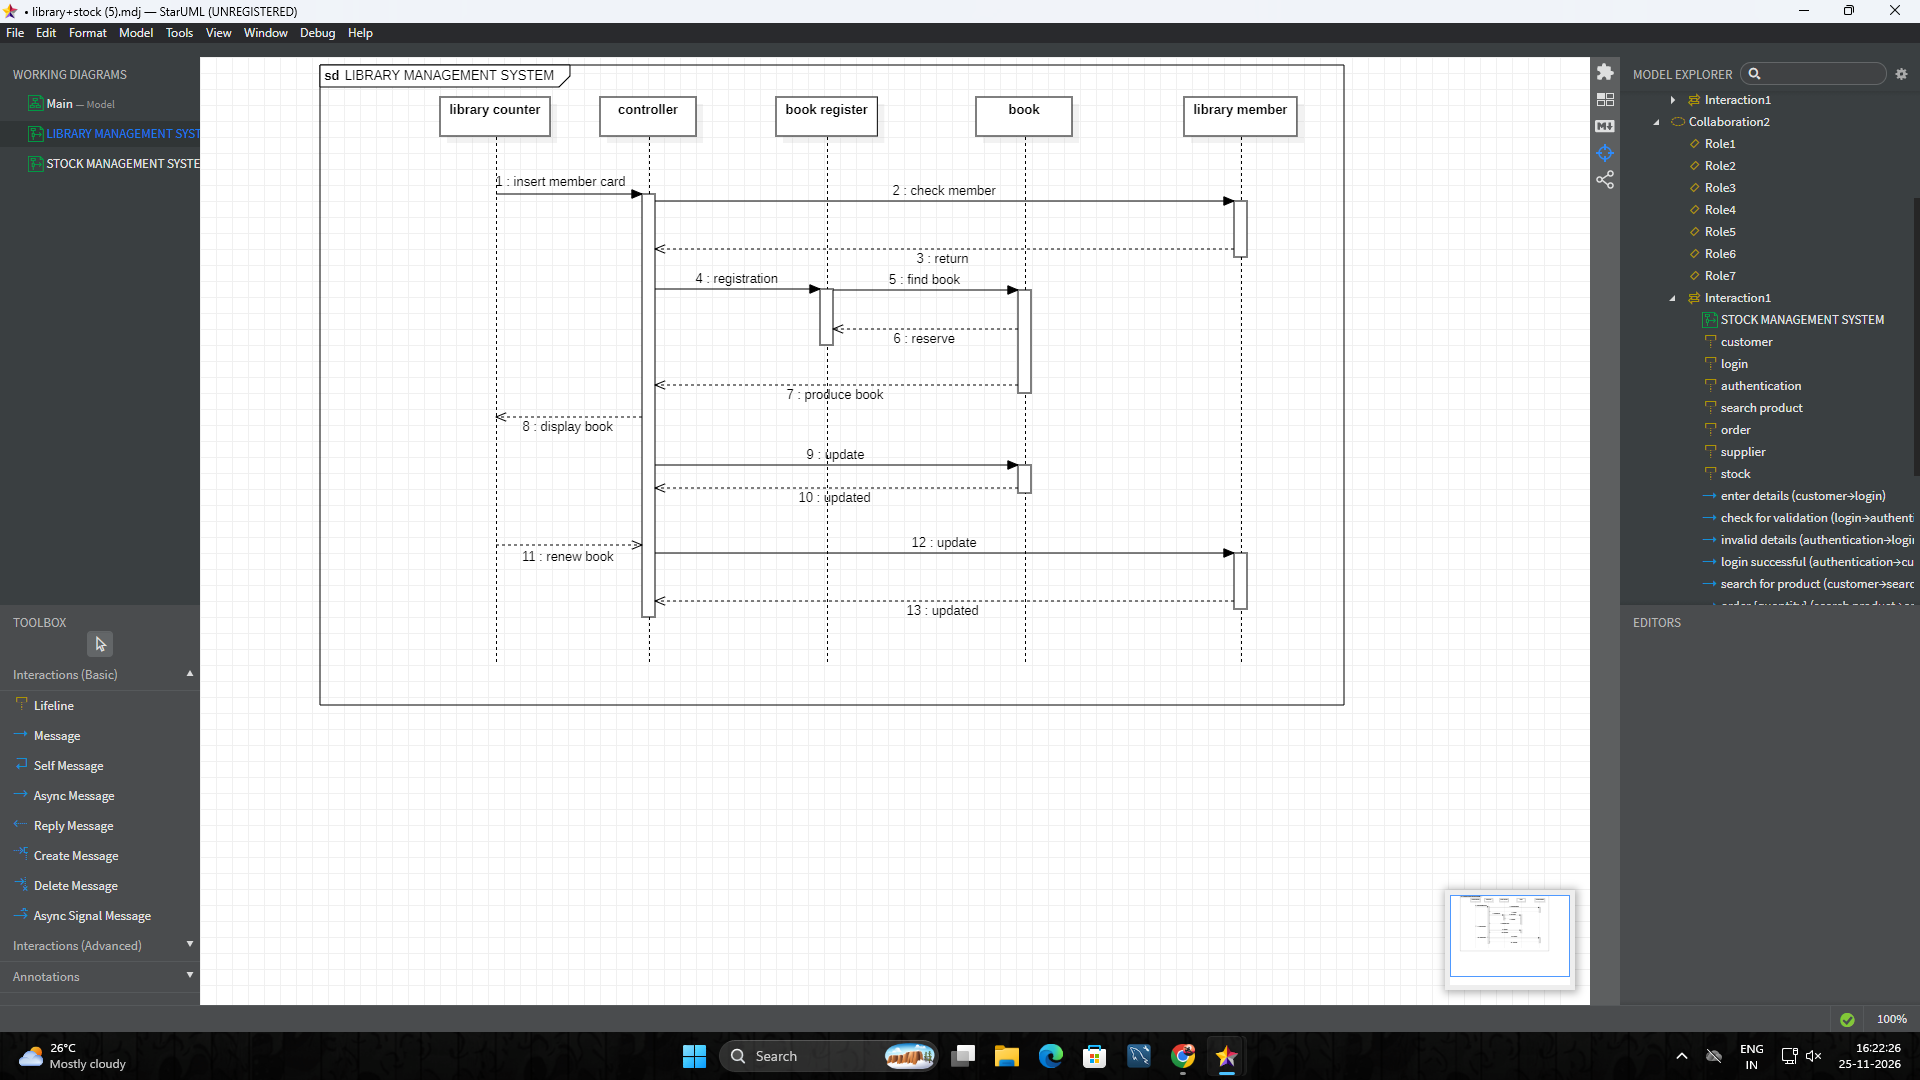 • library+stock (5).mdj — StarUML (UNREGISTERED)
File Edit Format Model Tools View Window Debug Help
WORKING DIAGRAMS
Main — Model
LIBRARY MANAGEMENT SYST
STOCK MANAGEMENT SYSTE
TOOLBOX
Interactions (Basic)
Lifeline
Message
Self Message
Async Message
Reply Message
Create Message
Delete Message
Async Signal Message
Interactions (Advanced)
Annotations
sd LIBRARY MANAGEMENT SYSTEM
library counter
controller
book register
book
library member
1 : insert member card
2 : check member
3 : return
4 : registration
5 : find book
6 : reserve
7 : produce book
8 : display book
9 : update
10 : updated
11 : renew book
12 : update
13 : updated
MODEL EXPLORER
Interaction1
Collaboration2
Role1
Role2
Role3
Role4
Role5
Role6
Role7
Interaction1
STOCK MANAGEMENT SYSTEM
customer
login
authentication
search product
order
supplier
stock
enter details (customer→login)
check for validation (login→authenti
invalid details (authentication→logi
login successful (authentication→cu
search for product (customer→searc
EDITORS
100%
26°C
Mostly cloudy
Search
ENG
IN
16:22:26
25-11-2026